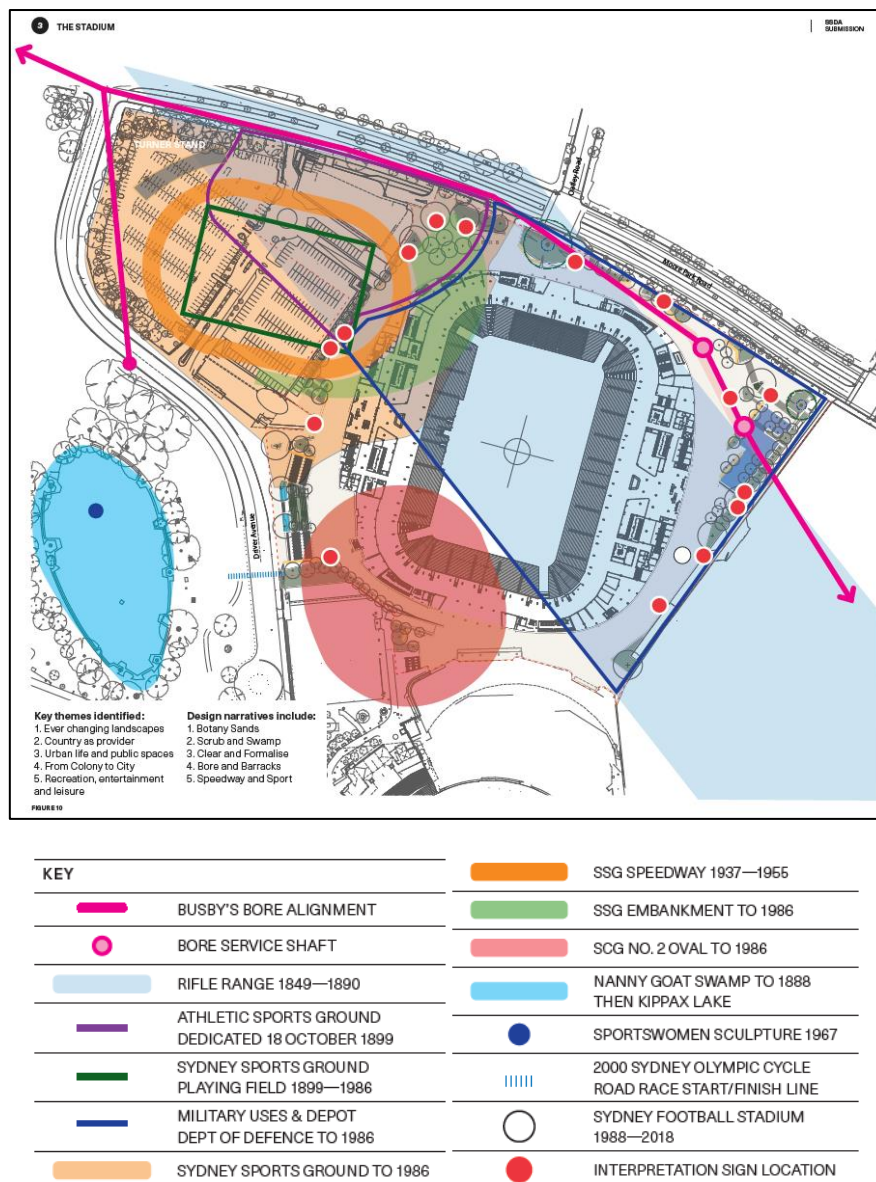 3 THE STADIUM
SSDA
SUBMISSION
TURNER STAND
Moore Park Road
Driver Avenue
Key themes identified:
1. Ever changing landscapes
2. Country as provider
3. Urban life and public spaces
4. From Colony to City
5. Recreation, entertainment
and leisure
Design narratives include:
1. Botany Sands
2. Scrub and Swamp
3. Clear and Formalise
4. Bore and Barracks
5. Speedway and Sport
FIGURE 10
KEY
BUSBY'S BORE ALIGNMENT
BORE SERVICE SHAFT
RIFLE RANGE 1849—1890
ATHLETIC SPORTS GROUND
DEDICATED 18 OCTOBER 1899
SYDNEY SPORTS GROUND
PLAYING FIELD 1899—1986
MILITARY USES & DEPOT
DEPT OF DEFENCE TO 1986
SYDNEY SPORTS GROUND TO 1986
SSG SPEEDWAY 1937—1955
SSG EMBANKMENT TO 1986
SCG NO. 2 OVAL TO 1986
NANNY GOAT SWAMP TO 1888
THEN KIPPAX LAKE
SPORTSWOMEN SCULPTURE 1967
2000 SYDNEY OLYMPIC CYCLE
ROAD RACE START/FINISH LINE
SYDNEY FOOTBALL STADIUM
1988—2018
INTERPRETATION SIGN LOCATION